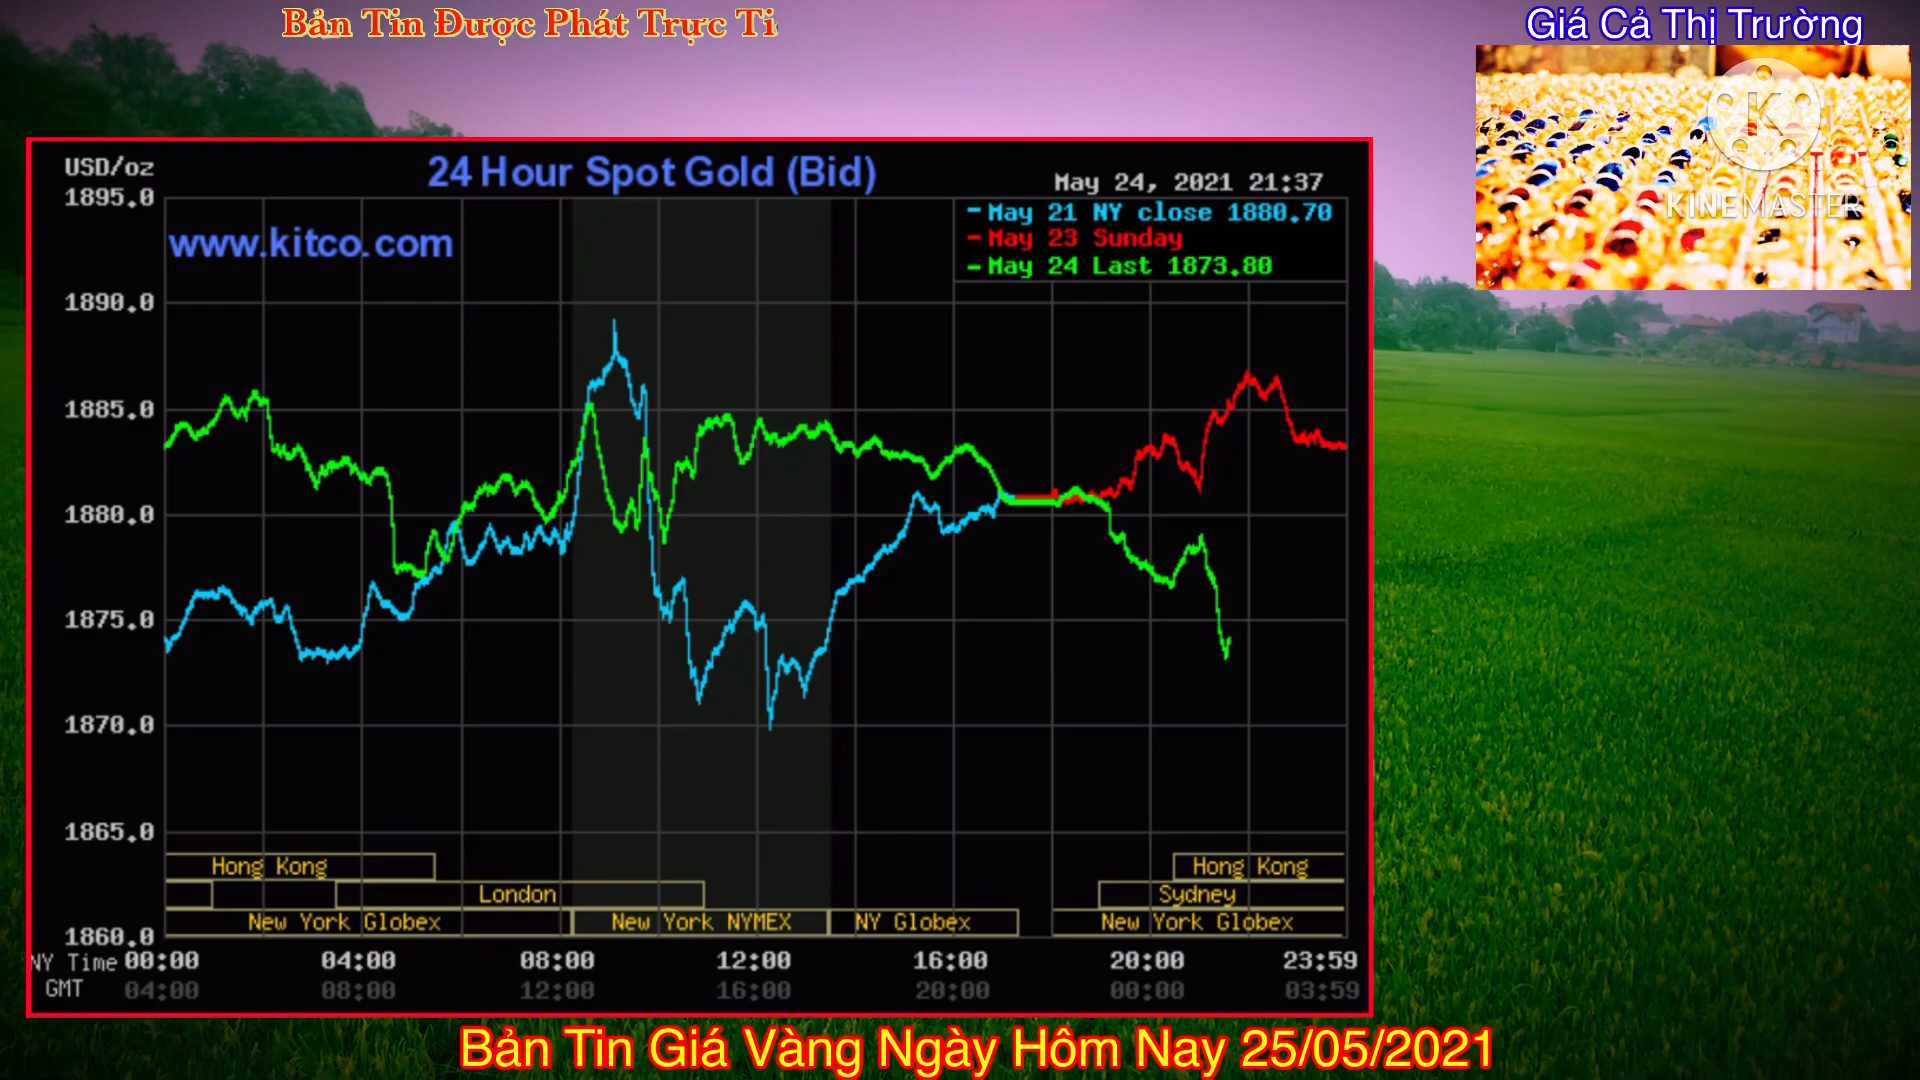 Bản Tin Được Phát Trực Ti
Giá Cả Thị Trường
KINEMASTER
USD/oz
24 Hour Spot Gold (Bid)
May 24, 2021 21:37
1895.0
May 21 NY close 1880.70
www.kitco.com
May 23 Sunday
May 24 Last 1873.80
1890.0
1885.0
1880.0
1875.0
1870.0
1865.0
Hong Kong
Hong Kong
London
Sydney
New York Globex
New York NYMEX
NY Globex
New York Globex
1860.0
NY Time 00:00 04:00 08:00 12:00 16:00 20:00 23:59
GMT 04:00 08:00 12:00 16:00 20:00 00:00 03:59
Bản Tin Giá Vàng Ngày Hôm Nay 25/05/2021